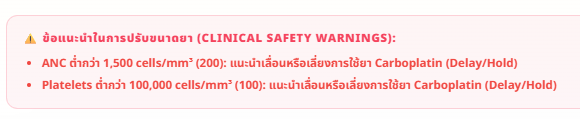 ⚠️ ข้อแนะนำในการปรับขนาดยา (CLINICAL SAFETY WARNINGS):
• ANC ต่ำกว่า 1,500 cells/mm³ (200): แนะนำเลื่อนหรือเลี่ยงการใช้ยา Carboplatin (Delay/Hold)
• Platelets ต่ำกว่า 100,000 cells/mm³ (100): แนะนำเลื่อนหรือเลี่ยงการใช้ยา Carboplatin (Delay/Hold)